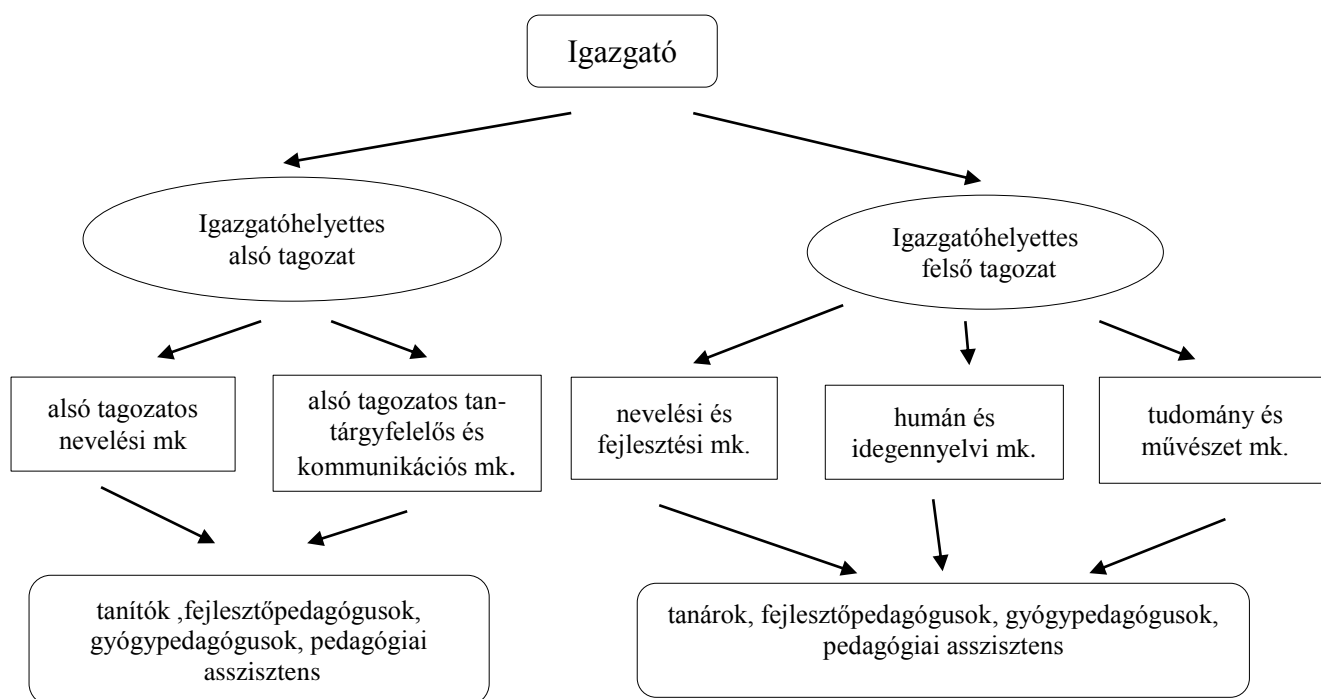 Igazgató
Igazgatóhelyettes
alsó tagozat
Igazgatóhelyettes
felső tagozat
alsó tagozatos
nevelési mk
alsó tagozatos tan-
tárgyfelelős és
kommunikációs mk.
nevelési és
fejlesztési mk.
humán és
idegennyelvi mk.
tudomány és
művészet mk.
tanítók ,fejlesztőpedagógusok,
gyógypedagógusok, pedagógiai
asszisztens
tanárok, fejlesztőpedagógusok, gyógypedagógusok,
pedagógiai asszisztens